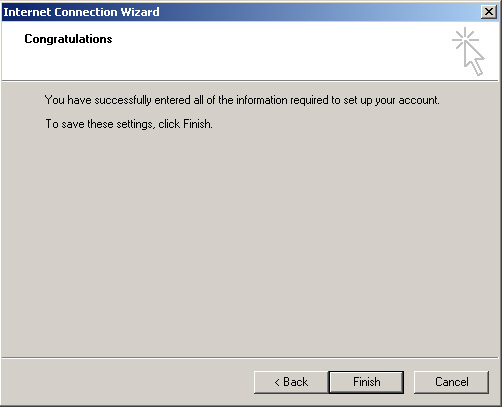 Internet Connection Wizard
Congratulations
You have successfully entered all of the information required to set up your account.
To save these settings, click Finish.
< Back
Finish
Cancel